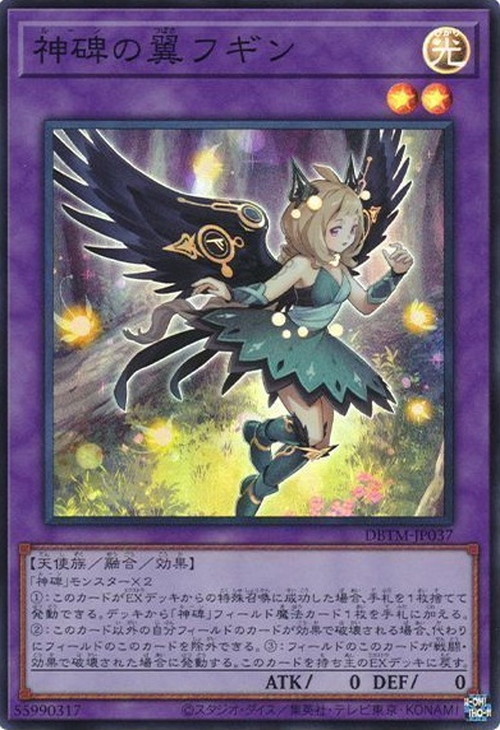 神碑の翼フギン
光
DBTM-JP037
【天使族/融合/効果】
「神碑」モンスター×2
①:このカードがEXデッキからの特殊召喚に成功した場合、手札を1枚捨てて
発動できる。デッキから「神碑」フィールド魔法カード1枚を手札に加える。
②:このカード以外の自分フィールドのカードが効果で破壊される場合、代わり
にフィールドのこのカードを除外できる。③:フィールドのこのカードが戦闘・
効果で破壊された場合に発動する。このカードを持ち主のEXデッキに戻す。
ATK/ 0 DEF/ 0
55990317 ©スタジオ・ダイス/集英社・テレビ東京・KONAMI